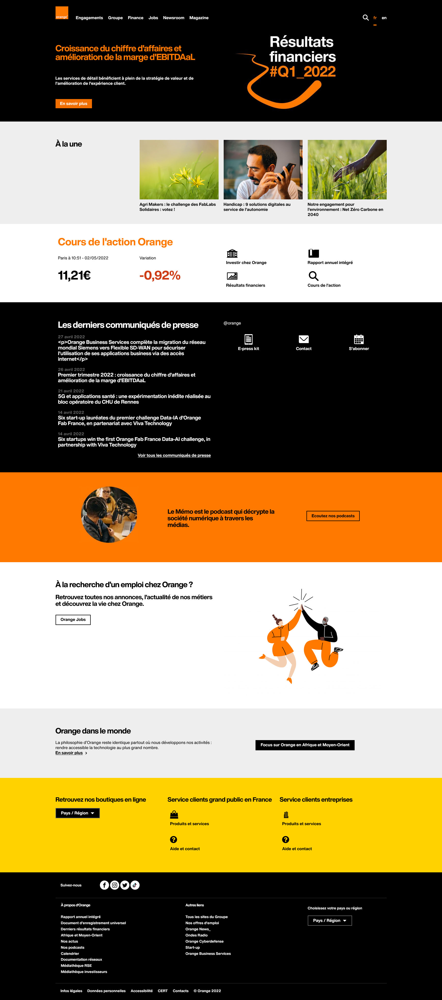 orange™
Engagements Groupe Finance Jobs Newsroom Magazine
fr en
Croissance du chiffre d'affaires et
amélioration de la marge d'EBITDAaL
Les services de détail bénéficient à plein de la stratégie de valeur et de
l’amélioration de l’expérience client.
En savoir plus
Résultats
financiers
#Q1_2022
À la une
Agri Makers : le challenge des FabLabs
Solidaires : votez !
Handicap : 9 solutions digitales au
service de l’autonomie
Notre engagement pour
l’environnement : Net Zéro Carbone en
2040
Cours de l'action Orange
Paris à 10:51 - 02/05/2022
Variation
11,21€
-0,92%
Investir chez Orange
Rapport annuel intégré
Résultats financiers
Cours de l'action
Les derniers communiqués de presse
27 avril 2022
<p>Orange Business Services complète la migration du réseau
mondial Siemens vers Flexible SD-WAN pour sécuriser
l’utilisation de ses applications business via des accès
internet</p>
26 avril 2022
Premier trimestre 2022 : croissance du chiffre d'affaires et
amélioration de la marge d'EBITDAaL
21 avril 2022
5G et applications santé : une expérimentation inédite réalisée au
bloc opératoire du CHU de Rennes
14 avril 2022
Six start-up lauréates du premier challenge Data-IA d’Orange
Fab France, en partenariat avec Viva Technology
14 avril 2022
Six startups win the first Orange Fab France Data-AI challenge, in
partnership with Viva Technology
Voir tous les communiqués de presse
@orange
E-press kit
Contact
S'abonner
Le Mémo est le podcast qui décrypte la
société numérique à travers les
médias.
Ecoutez nos podcasts
À la recherche d’un emploi chez Orange ?
Retrouvez toutes nos annonces, l'actualité de nos métiers
et découvrez la vie chez Orange.
Orange Jobs
Orange dans le monde
La philosophie d’Orange reste identique partout où nous développons nos activités :
rendre accessible la technologie au plus grand nombre.
En savoir plus
Focus sur Orange en Afrique et Moyen-Orient
Retrouvez nos boutiques en ligne
Pays / Région
Service clients grand public en France
Produits et services
Aide et contact
Service clients entreprises
Produits et services
Aide et contact
Suivez-nous
À propos d'Orange
Rapport annuel intégré
Document d’enregistrement universel
Derniers résultats financiers
Afrique et Moyen-Orient
Nos actus
Nos podcasts
Calendrier
Documentation réseaux
Médiathèque RSE
Médiathèque investisseurs
Autres liens
Tous les sites du Groupe
Nos offres d'emploi
Orange News_
Ondes Radio
Orange Cyberdefense
Start-up
Orange Business Services
Choisissez votre pays ou région
Pays / Région
Infos légales Données personnelles Accessibilité CERT Contacts © Orange 2022